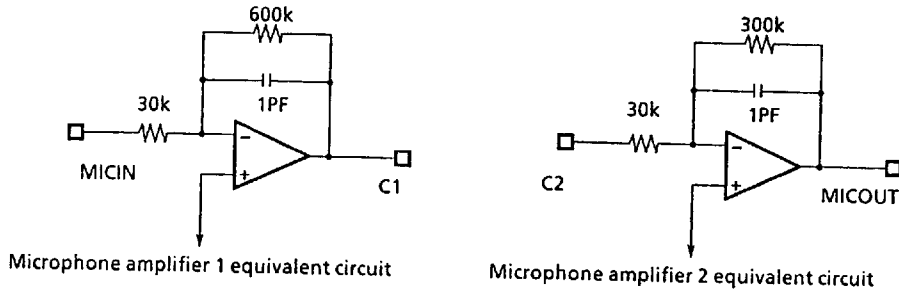 600k
1PF
30k
−
+
MICIN
C1
Microphone amplifier 1 equivalent circuit
300k
1PF
30k
−
+
C2
MICOUT
Microphone amplifier 2 equivalent circuit